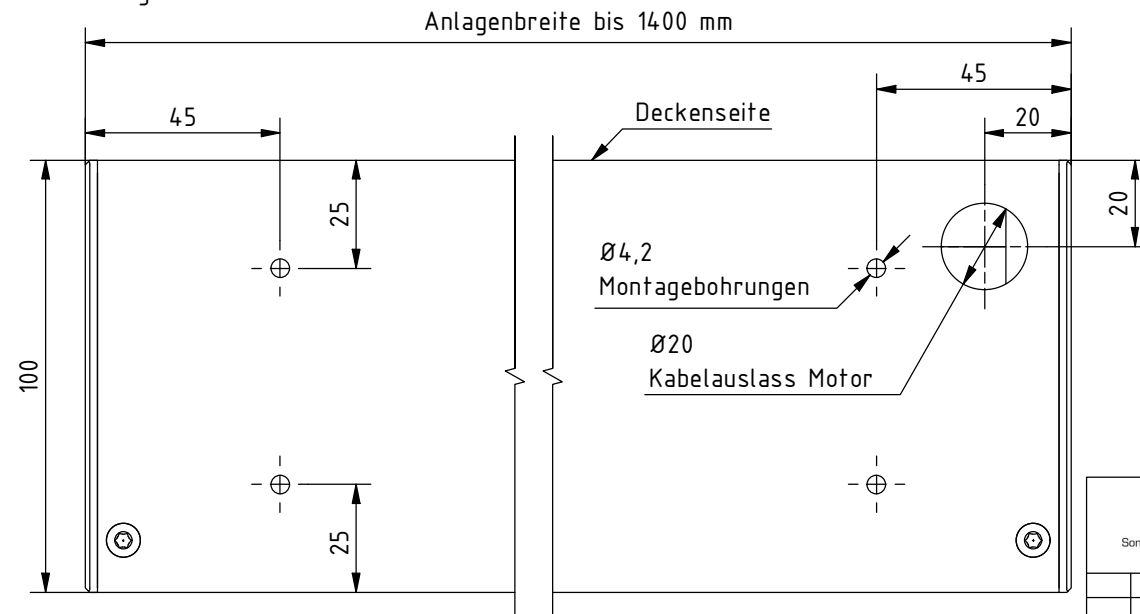 Anlagenbreite bis 1400 mm
45
45
20
Deckenseite
25
20
Ø4,2
Montagebohrungen
Ø20
Kabelauslass Motor
100
25